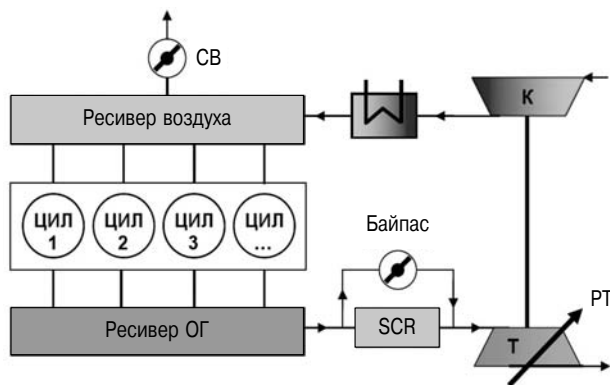 СВ
К
Ресивер воздуха
ЦИЛ
1
ЦИЛ
2
ЦИЛ
3
ЦИЛ
...
Байпас
РТ
Ресивер ОГ
SCR
Т